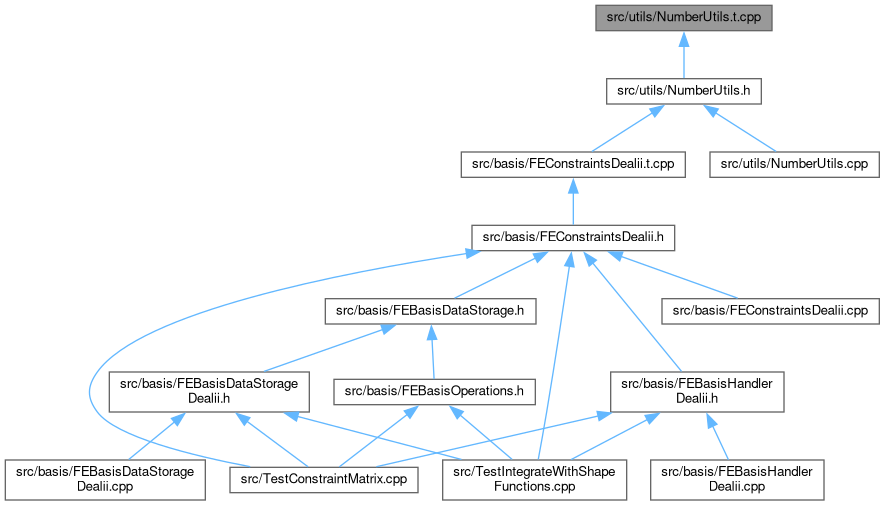 src/utils/NumberUtils.t.cpp
src/utils/NumberUtils.h
src/basis/FEConstraintsDealii.t.cpp
src/utils/NumberUtils.cpp
src/basis/FEConstraintsDealii.h
src/basis/FEBasisDataStorage.h
src/basis/FEConstraintsDealii.cpp
src/basis/FEBasisDataStorage
Dealii.h
src/basis/FEBasisOperations.h
src/basis/FEBasisHandler
Dealii.h
src/basis/FEBasisDataStorage
Dealii.cpp
src/TestConstraintMatrix.cpp
src/TestIntegrateWithShape
Functions.cpp
src/basis/FEBasisHandler
Dealii.cpp